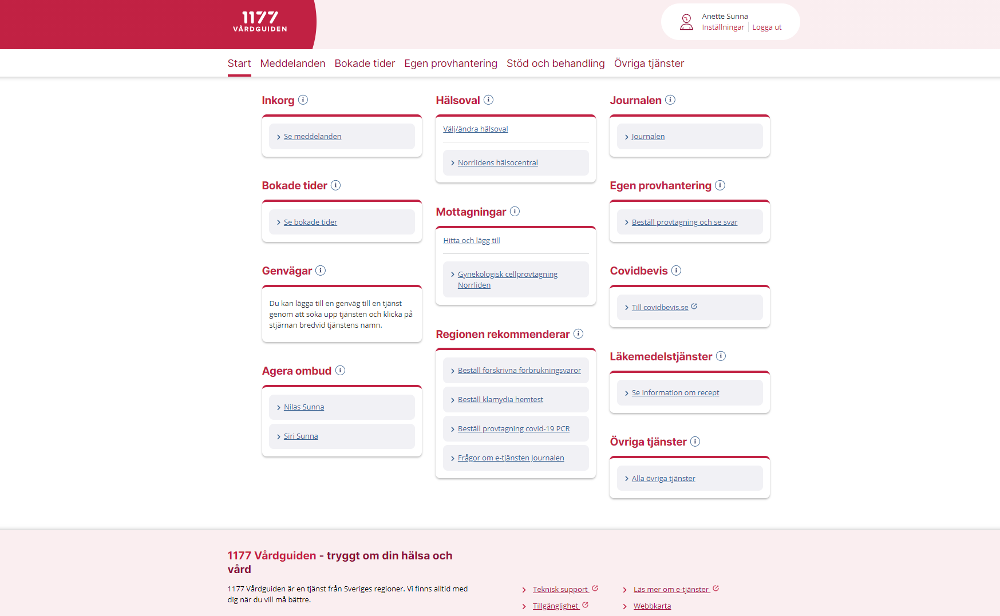 1177
VÅRDGUIDEN
Anette Sunna
Inställningar Logga ut
Start Meddelanden Bokade tider Egen provhantering Stöd och behandling Övriga tjänster
Inkorg
Se meddelanden
Bokade tider
Se bokade tider
Genvägar
Du kan lägga till en genväg till en tjänst
genom att söka upp tjänsten och klicka på
stjärnan bredvid tjänstens namn.
Agera ombud
Nilas Sunna
Siri Sunna
Hälsoval
Välj/ändra hälsoval
Norrlidens hälsocentral
Mottagningar
Hitta och lägg till
Gynekologisk cellprovtagning
Norrliden
Regionen rekommenderar
Beställ förskrivna förbrukningsvaror
Beställ klamydia hemtest
Beställ provtagning covid-19 PCR
Frågor om e-tjänsten Journalen
Journalen
Journalen
Egen provhantering
Beställ provtagning och se svar
Covidbevis
Till covidbevis.se
Läkemedelstjänster
Se information om recept
Övriga tjänster
Alla övriga tjänster
1177 Vårdguiden - tryggt om din hälsa och
vård
1177 Vårdguiden är en tjänst från Sveriges regioner. Vi finns alltid med
dig när du vill må bättre.
Teknisk support
Tillgänglighet
Läs mer om e-tjänster
Webbkarta